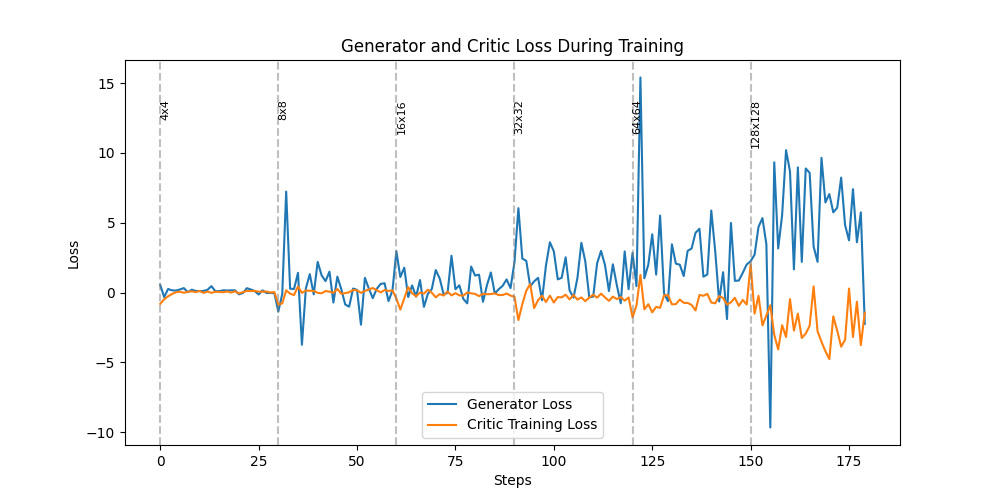 Generator and Critic Loss During Training
15
10
5
0
−5
−10
Loss
4x4
8x8
16x16
32x32
64x64
128x128
Generator Loss
Critic Training Loss
0
25
50
75
100
125
150
175
Steps